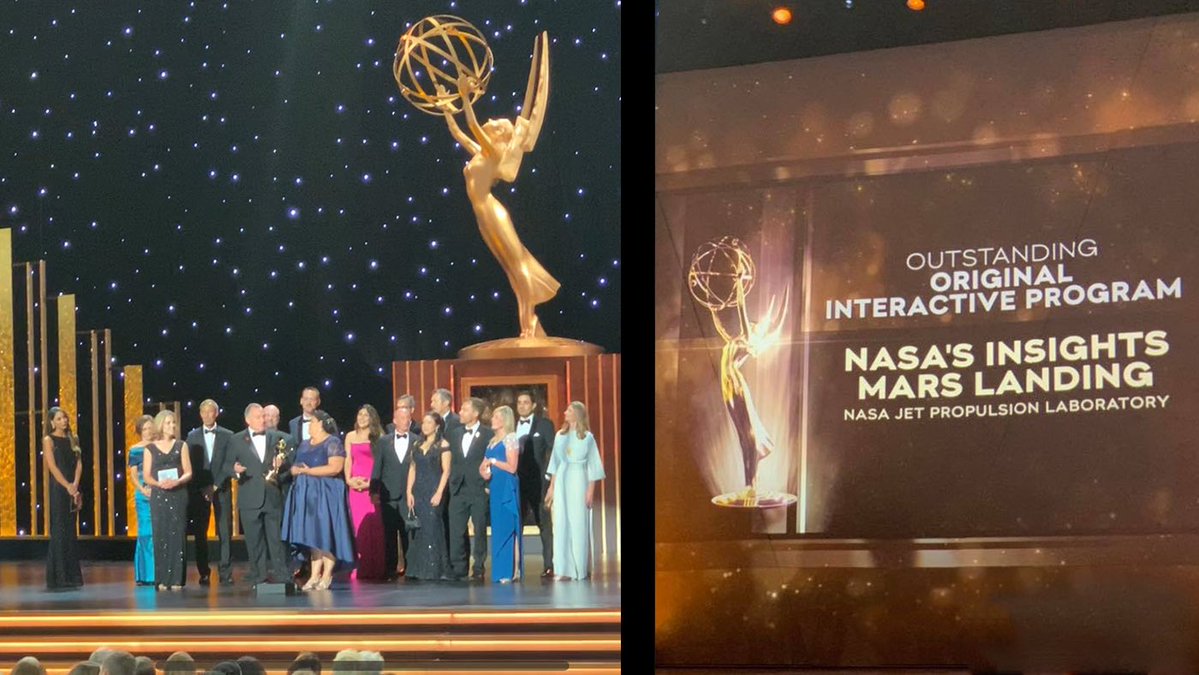 OUTSTANDING
ORIGINAL
INTERACTIVE PROGRAM
NASA'S INSIGHTS
MARS LANDING
NASA JET PROPULSION LABORATORY